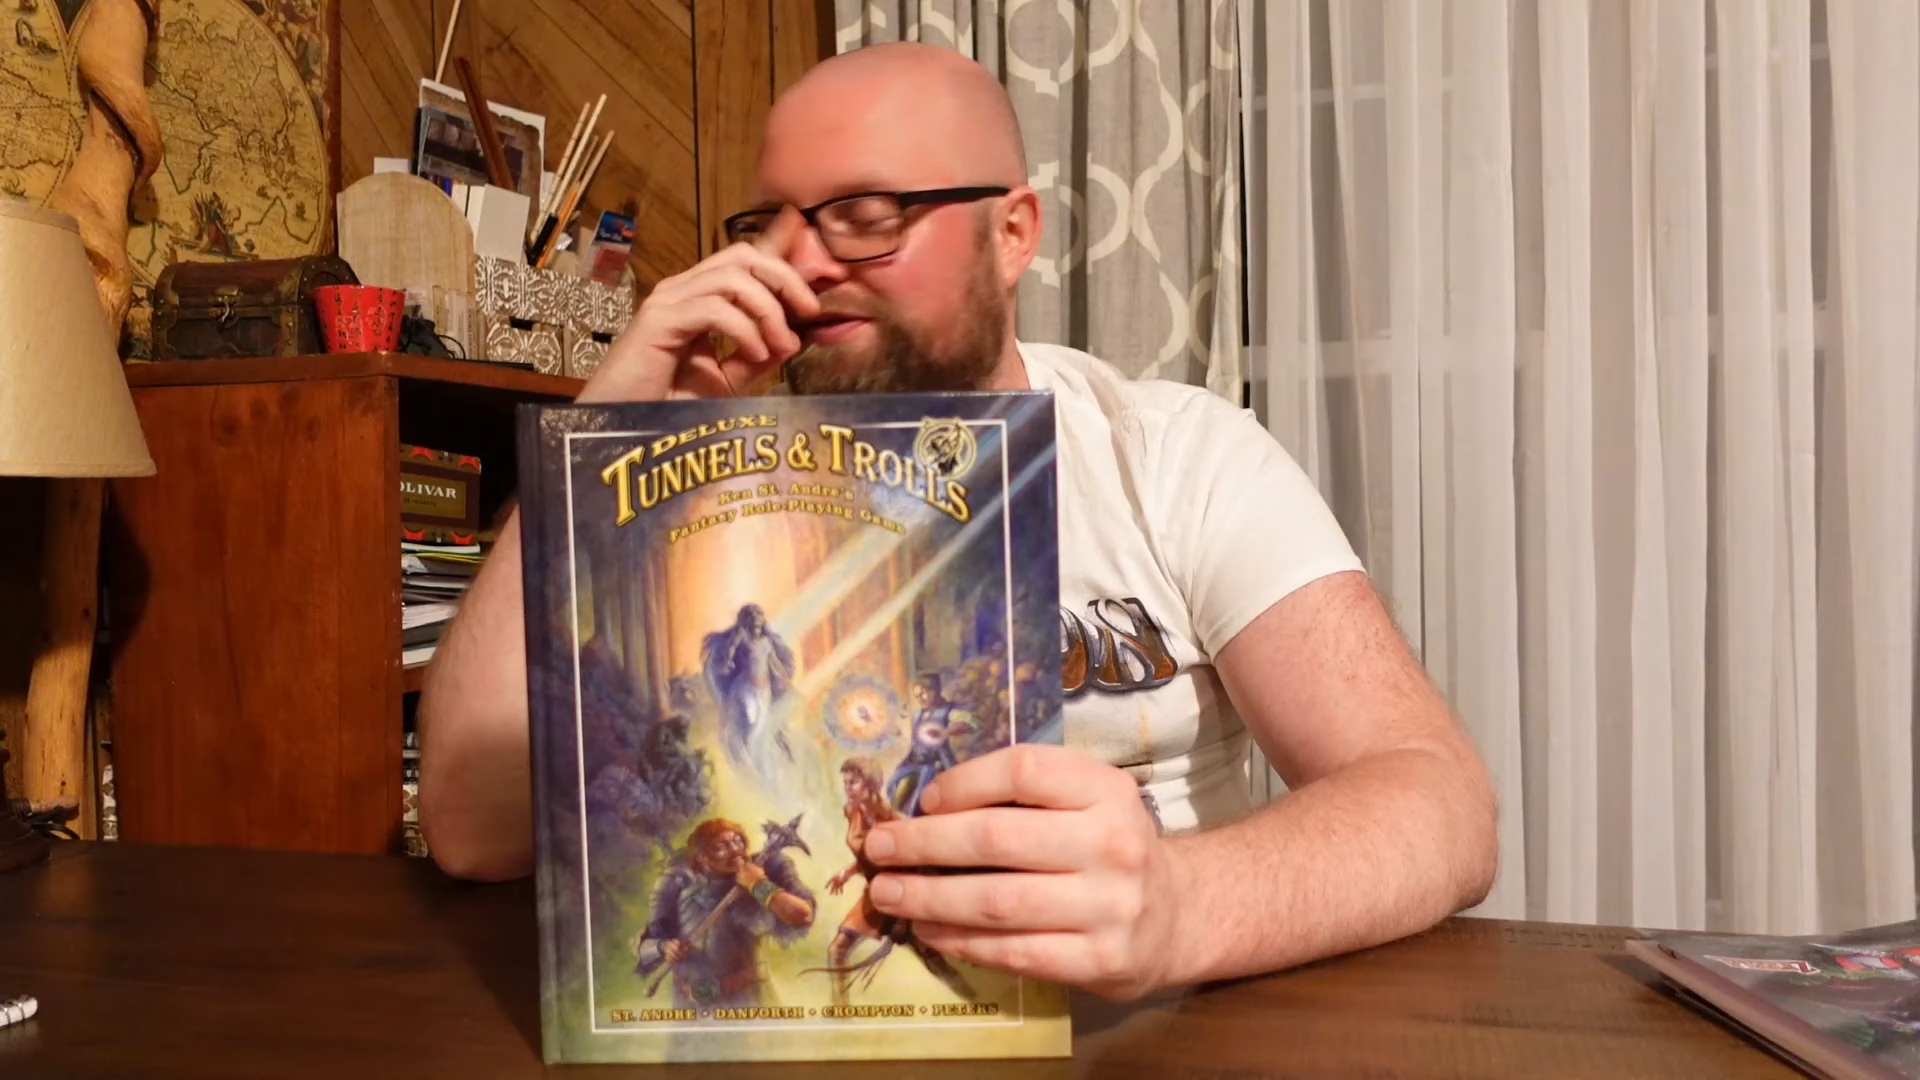 DELUXE
TUNNELS & TROLLS
Ken St. Andre's
Fantasy Role-Playing Game
OLIVAR
ST. ANDRE • DANFORTH • CROMPTON • PETERS